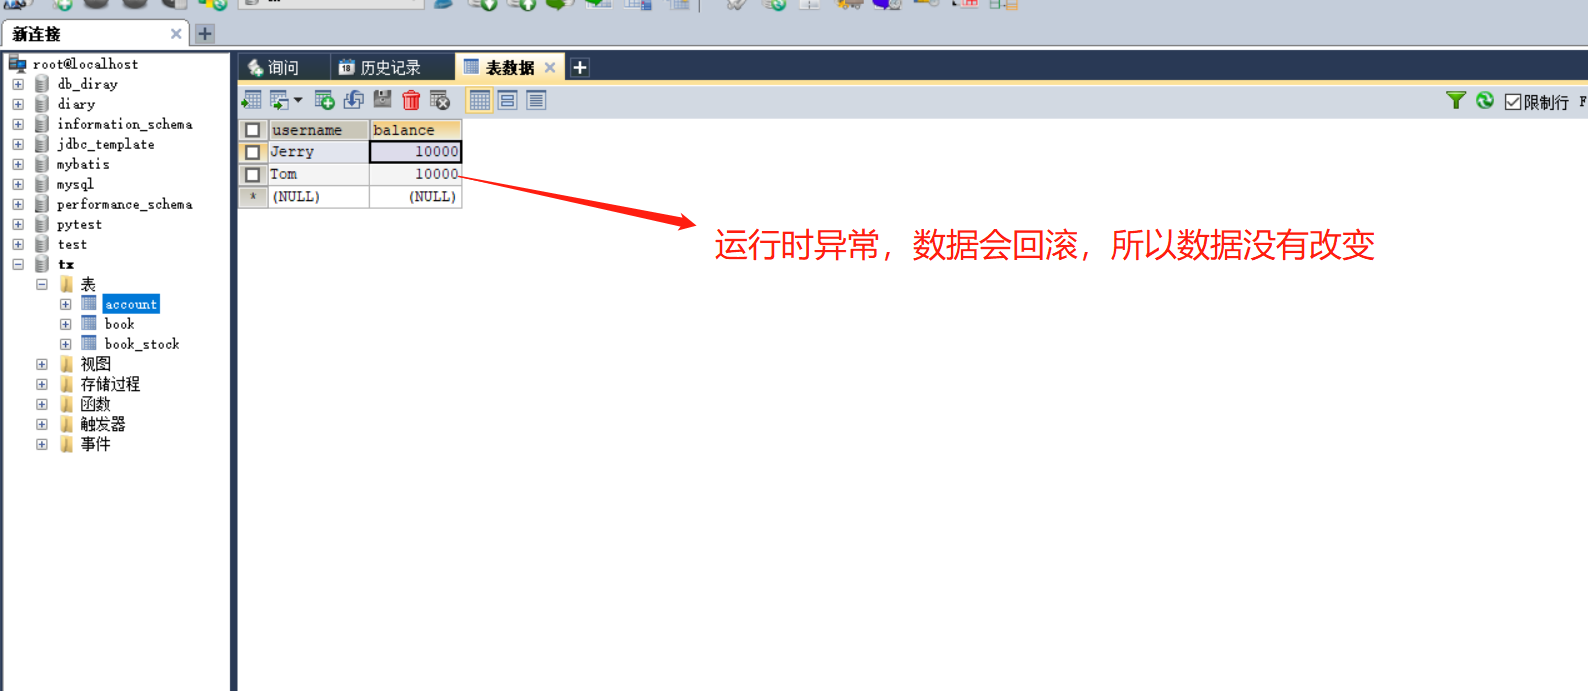 新连接
root@localhost
db_diray
diary
information_schema
jdbc_template
mybatis
mysql
performance_schema
pytest
test
tx
表
account
book
book_stock
视图
存储过程
函数
触发器
事件
询问 历史记录 表数据
限制行
username balance
Jerry 10000
Tom 10000
* (NULL) (NULL)
运行时异常，数据会回滚，所以数据没有改变